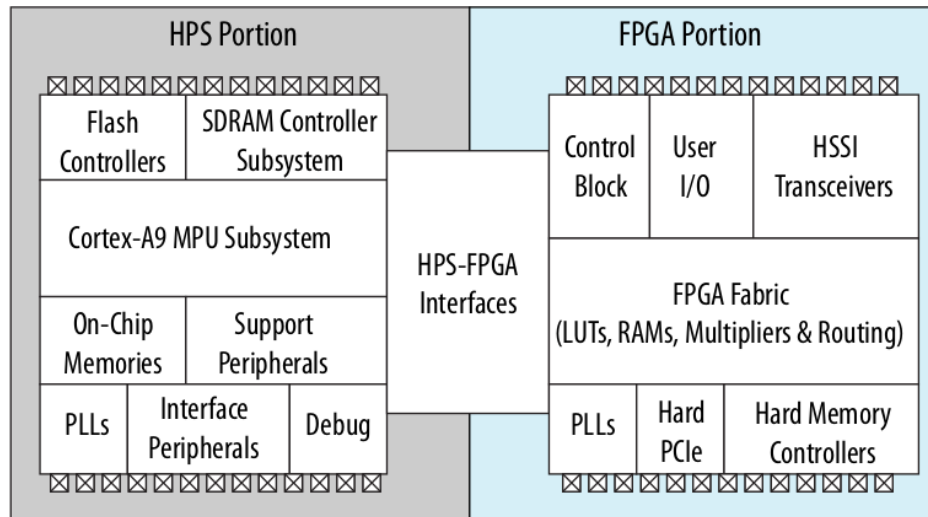 HPS Portion
FPGA Portion
Flash
Controllers
SDRAM Controller
Subsystem
Cortex-A9 MPU Subsystem
On-Chip
Memories
Support
Peripherals
PLLs
Interface
Peripherals
Debug
HPS-FPGA
Interfaces
Control
Block
User
I/O
HSSI
Transceivers
FPGA Fabric
(LUTs, RAMs, Multipliers & Routing)
PLLs
Hard
PCIe
Hard Memory
Controllers